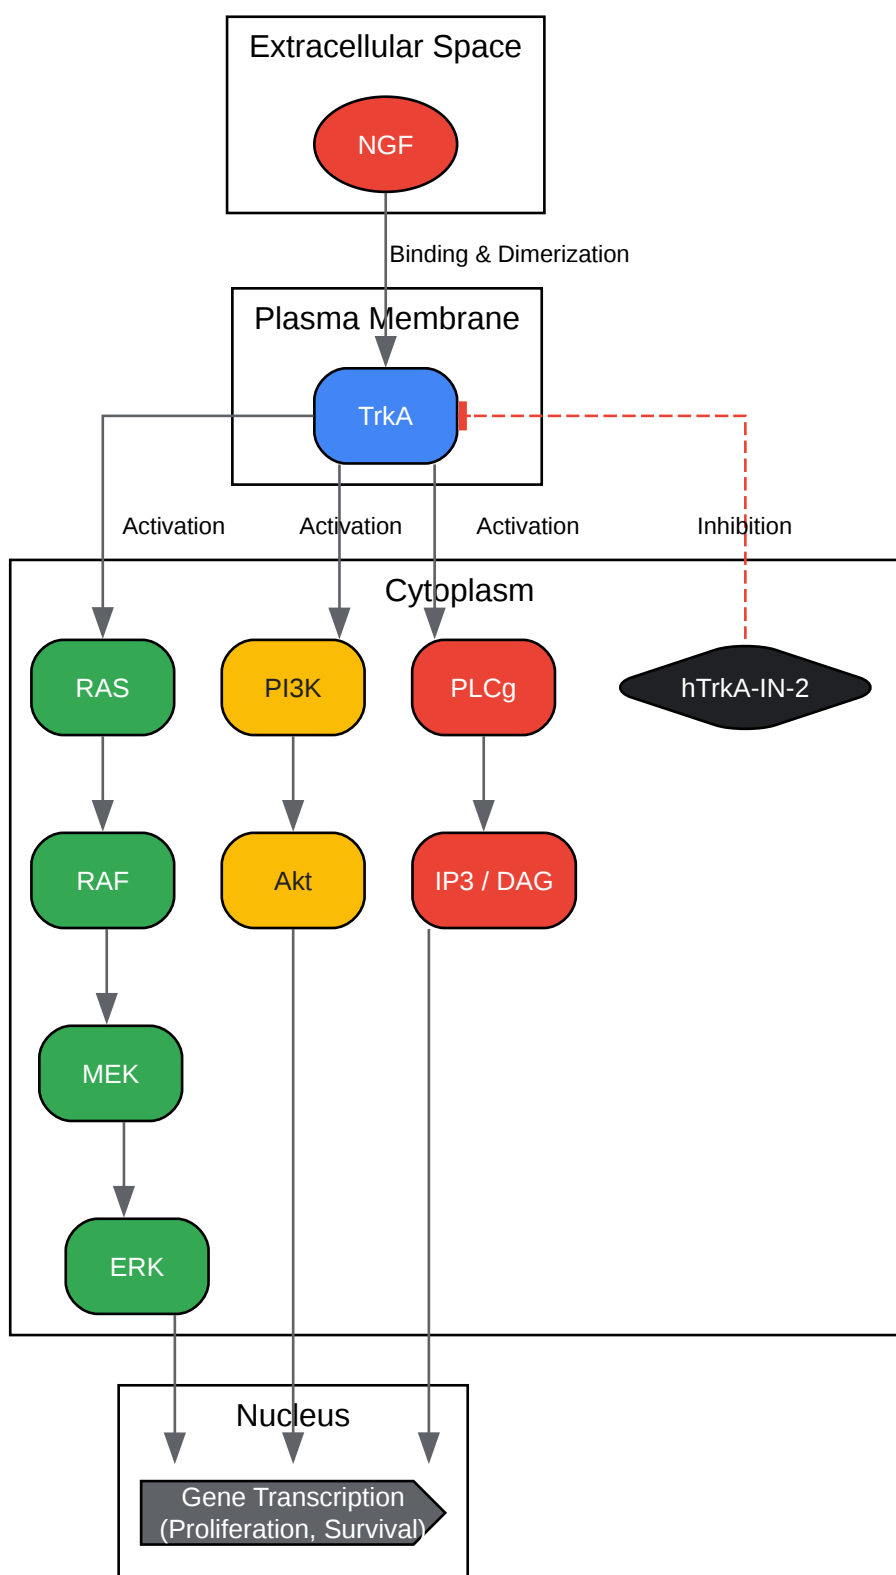 Extracellular Space
NGF
Binding & Dimerization
Plasma Membrane
TrkA
Activation
Activation
Activation
Inhibition
Cytoplasm
RAS
PI3K
PLCg
hTrkA-IN-2
RAF
Akt
IP3 / DAG
MEK
ERK
Nucleus
Gene Transcription
(Proliferation, Survival)